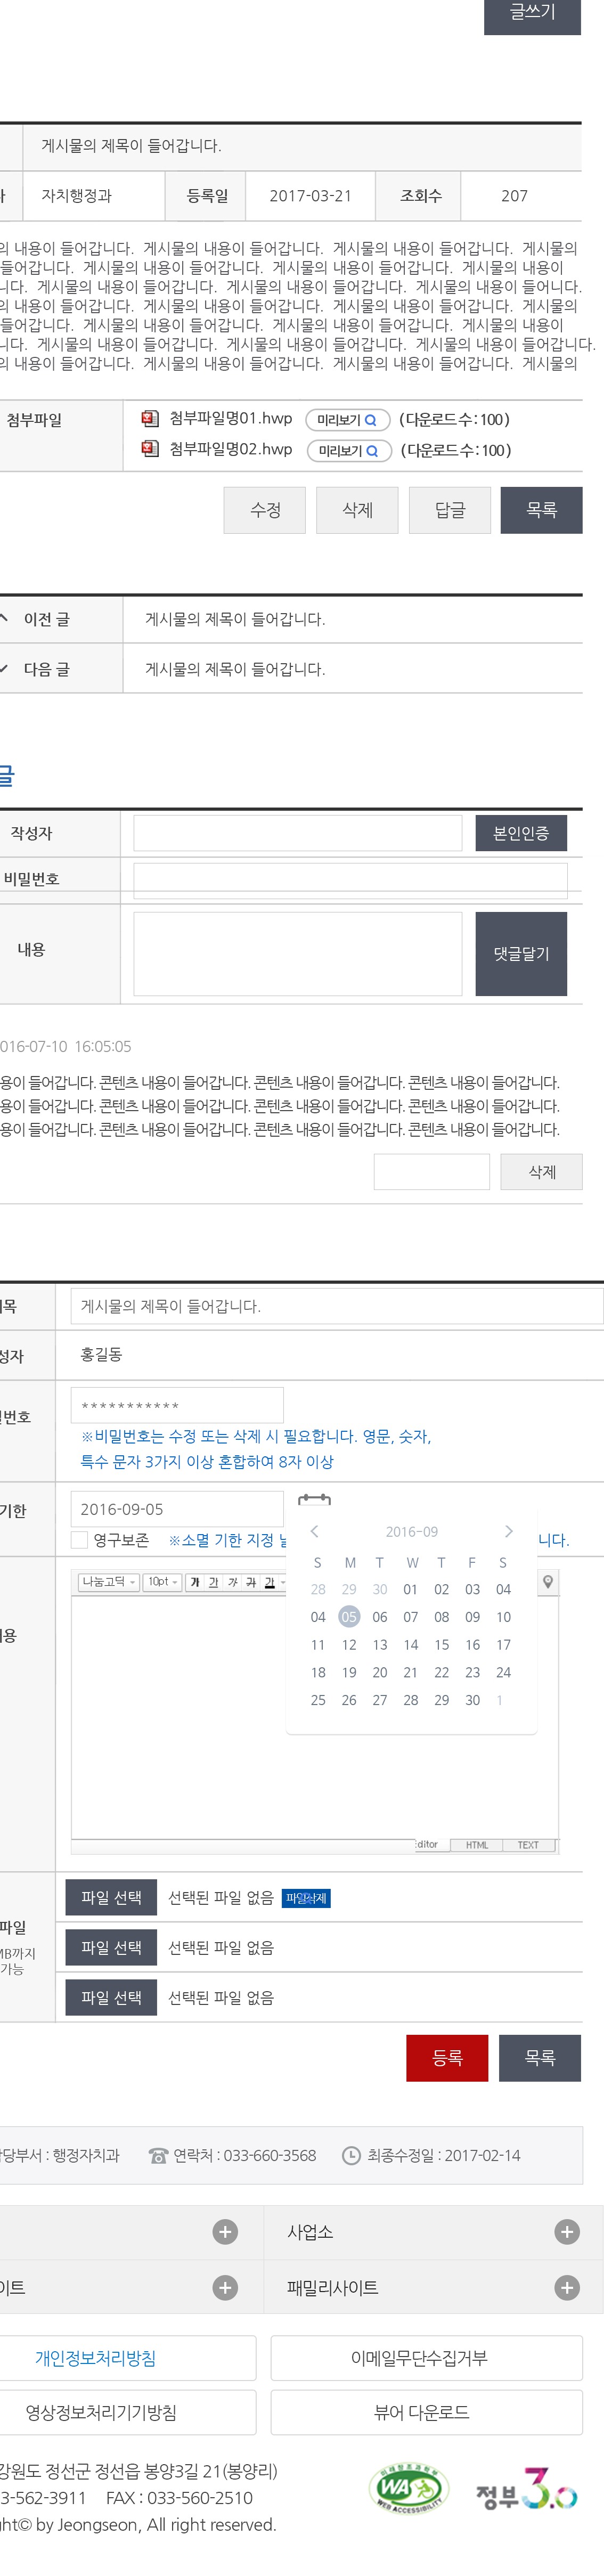 글쓰기
게시물의 제목이 들어갑니다.
자치행정과 등록일 2017-03-21 조회수 207
내용이 들어갑니다. 게시물의 내용이 들어갑니다. 게시물의 내용이 들어갑니다. 게시물의
들어갑니다. 게시물의 내용이 들어갑니다. 게시물의 내용이 들어갑니다. 게시물의 내용이
니다. 게시물의 내용이 들어갑니다. 게시물의 내용이 들어갑니다. 게시물의 내용이 들어니다.
내용이 들어갑니다. 게시물의 내용이 들어갑니다. 게시물의 내용이 들어갑니다. 게시물의
들어갑니다. 게시물의 내용이 들어갑니다. 게시물의 내용이 들어갑니다. 게시물의 내용이
니다. 게시물의 내용이 들어갑니다. 게시물의 내용이 들어갑니다. 게시물의 내용이 들어갑니다.
내용이 들어갑니다. 게시물의 내용이 들어갑니다. 게시물의 내용이 들어갑니다. 게시물의
첨부파일 첨부파일명01.hwp 미리보기 (다운로드 수 : 100)
첨부파일명02.hwp 미리보기 (다운로드 수 : 100)
수정 삭제 답글 목록
이전 글 게시물의 제목이 들어갑니다.
다음 글 게시물의 제목이 들어갑니다.
글
작성자 본인인증
비밀번호
내용 댓글달기
016-07-10 16:05:05
용이 들어갑니다. 콘텐츠 내용이 들어갑니다. 콘텐츠 내용이 들어갑니다. 콘텐츠 내용이 들어갑니다.
용이 들어갑니다. 콘텐츠 내용이 들어갑니다. 콘텐츠 내용이 들어갑니다. 콘텐츠 내용이 들어갑니다.
용이 들어갑니다. 콘텐츠 내용이 들어갑니다. 콘텐츠 내용이 들어갑니다. 콘텐츠 내용이 들어갑니다.
삭제
목 게시물의 제목이 들어갑니다.
성자 홍길동
번호 ***********
※비밀번호는 수정 또는 삭제 시 필요합니다. 영문, 숫자,
특수 문자 3가지 이상 혼합하여 8자 이상
기한 2016-09-05
영구보존 ※소멸 기한 지정 니다.
2016-09
S M T W T F S
28 29 30 01 02 03 04
04 05 06 07 08 09 10
11 12 13 14 15 16 17
18 19 20 21 22 23 24
25 26 27 28 29 30 1
나눔고딕 10pt 가 가 가 가 가
용
ditor HTML TEXT
파일 선택 선택된 파일 없음 파일삭제
파일
파일 선택 선택된 파일 없음
MB까지
가능
파일 선택 선택된 파일 없음
등록 목록
당부서 : 행정자치과 연락처 : 033-660-3568 최종수정일 : 2017-02-14
사업소
이트 패밀리사이트
개인정보처리방침 이메일무단수집거부
영상정보처리기기방침 뷰어 다운로드
강원도 정선군 정선읍 봉양3길 21(봉양리)
3-562-3911 FAX : 033-560-2510
ght© by Jeongseon, All right reserved.
WA
WEB ACCESSIBILITY
정부3.0